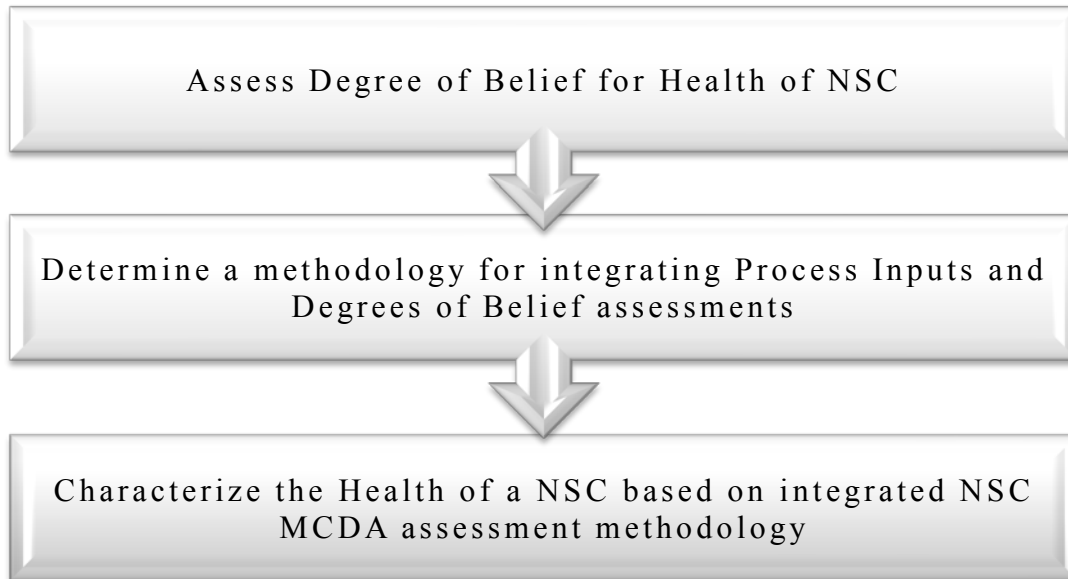 Assess Degree of Belief for Health of NSC
Determine a methodology for integrating Process Inputs and
Degrees of Belief assessments
Characterize the Health of a NSC based on integrated NSC
MCDA assessment methodology